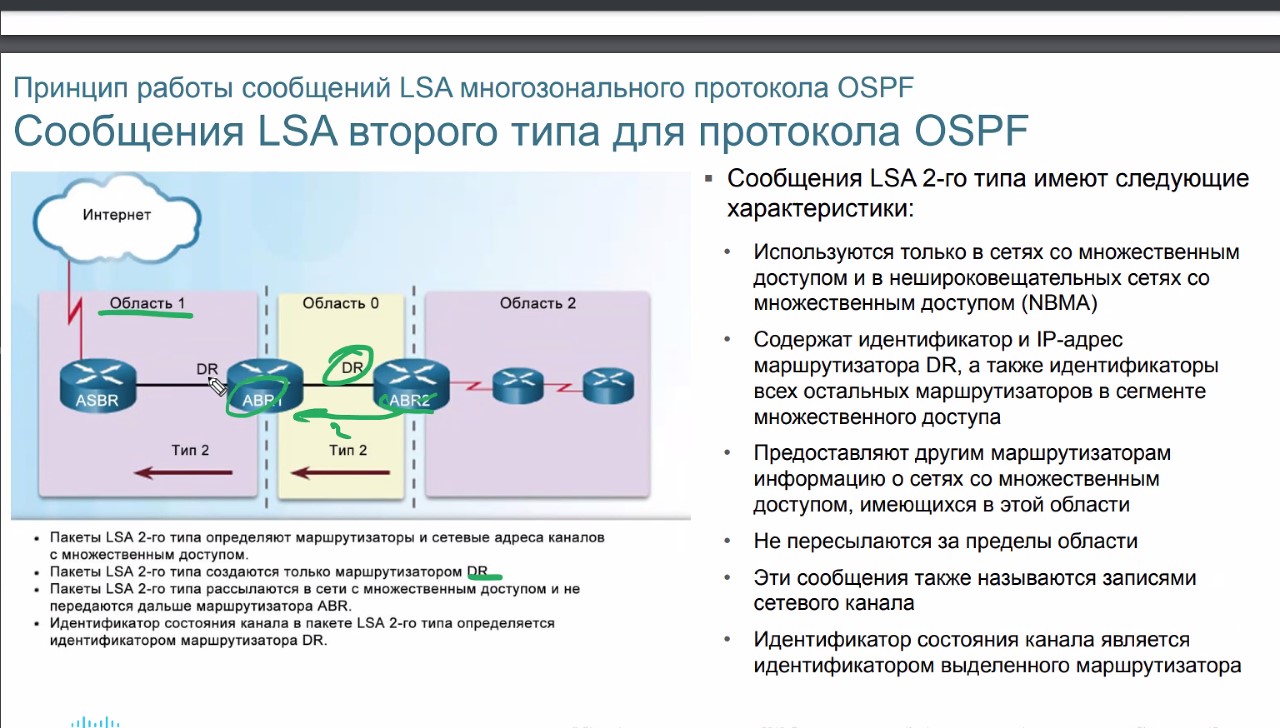 Принцип работы сообщений LSA многозонального протокола OSPF
Сообщения LSA второго типа для протокола OSPF
Интернет
Область 1
Область 0
Область 2
DR
DR
ASBR
ABR1
ABR2
2
Тип 2
Тип 2
• Пакеты LSA 2-го типа определяют маршрутизаторы и сетевые адреса каналов
с множественным доступом.
• Пакеты LSA 2-го типа создаются только маршрутизатором DR
• Пакеты LSA 2-го типа рассылаются в сети с множественным доступом и не
передаются дальше маршрутизатора ABR.
• Идентификатор состояния канала в пакете LSA 2-го типа определяется
идентификатором маршрутизатора DR.
▪ Сообщения LSA 2-го типа имеют следующие
характеристики:
• Используются только в сетях со множественным
доступом и в нешироковещательных сетях со
множественным доступом (NBMA)
• Содержат идентификатор и IP-адрес
маршрутизатора DR, а также идентификаторы
всех остальных маршрутизаторов в сегменте
множественного доступа
• Предоставляют другим маршрутизаторам
информацию о сетях со множественным
доступом, имеющихся в этой области
• Не пересылаются за пределы области
• Эти сообщения также называются записями
сетевого канала
• Идентификатор состояния канала является
идентификатором выделенного маршрутизатора